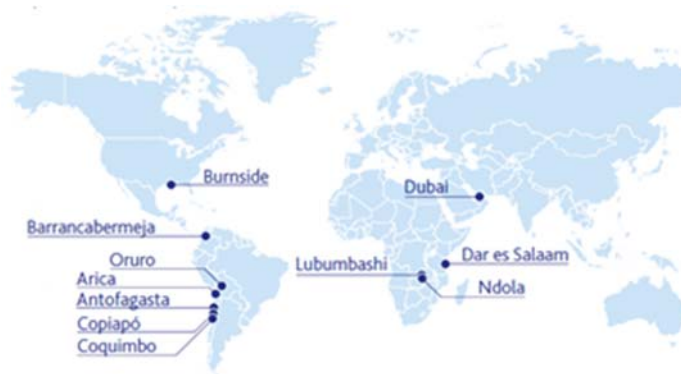 Burnside
Dubai
Barrancabermeja
Dar es Salaam
Oruro
Lubumbashi
Arica
Ndola
Antofagasta
Copiapó
Coquimbo